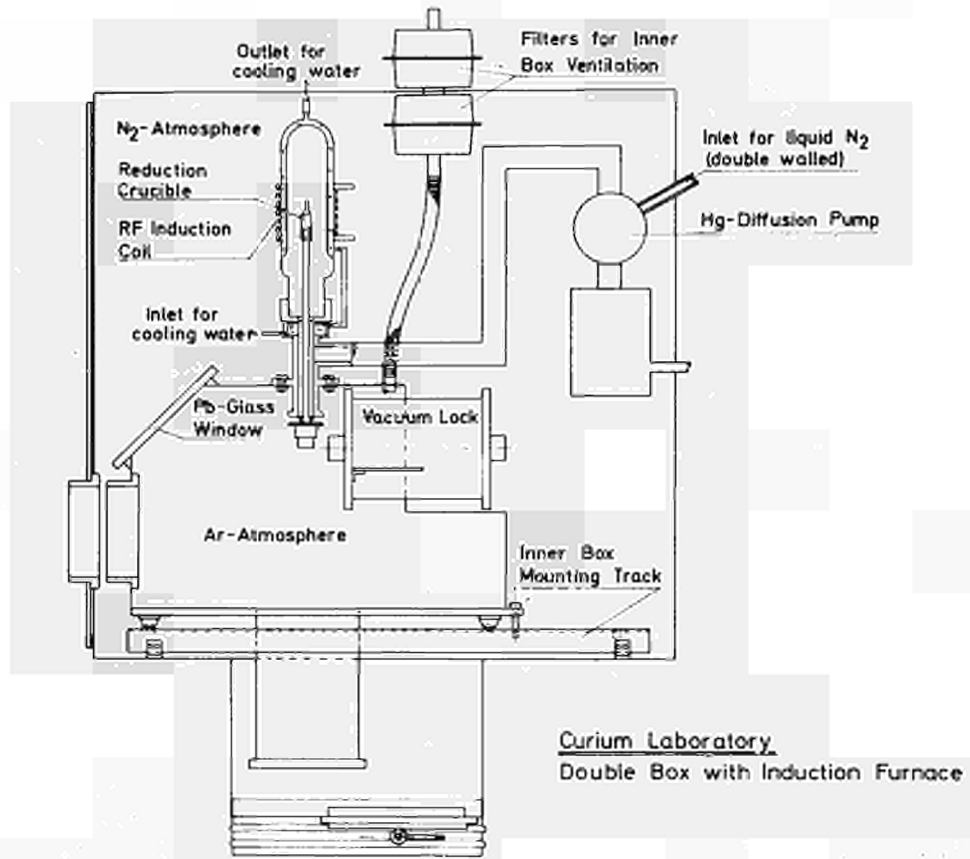 Outlet for
cooling water
Filters for Inner
Box Ventilation
N2-Atmosphere
Inlet for liquid N2
(double walled)
Reduction
Crucible
Hg-Diffusion Pump
RF Induction
Coil
Inlet for
cooling water
Pb-Glass
Window
Vacuum Lock
Ar-Atmosphere
Inner Box
Mounting Track
Curium Laboratory
Double Box with Induction Furnace